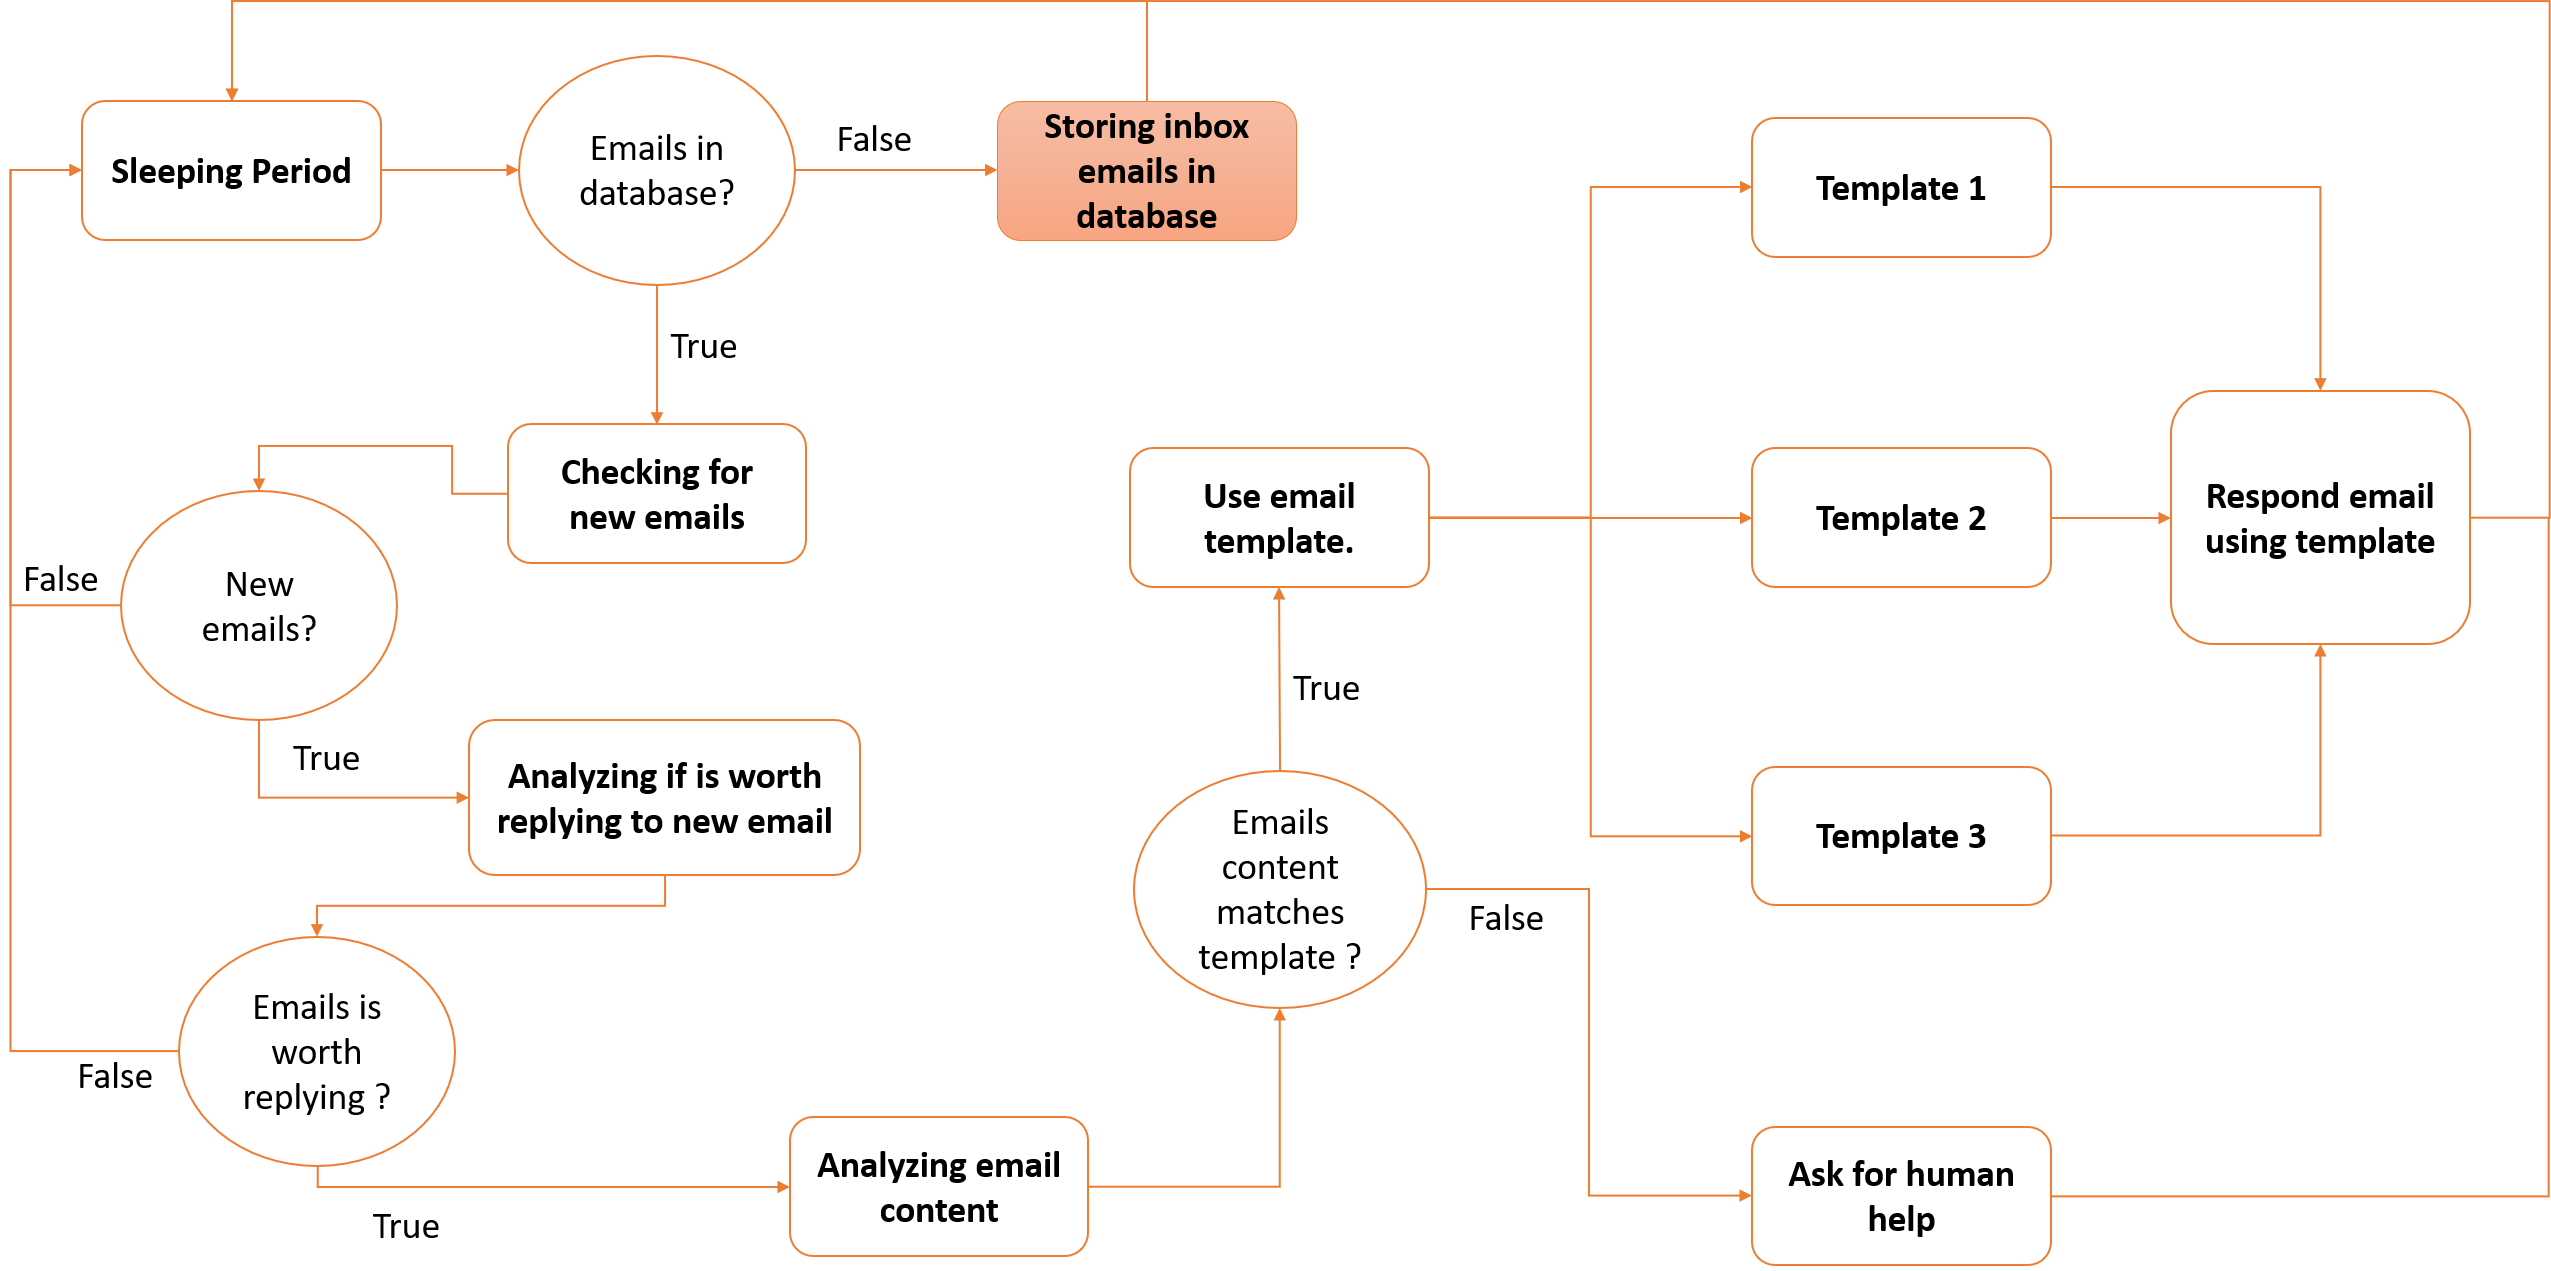 Sleeping Period
Emails in
database?
False
Storing inbox
emails in
database
True
Checking for
new emails
New
emails?
False
True
Analyzing if is worth
replying to new email
Emails is
worth
replying ?
False
True
Analyzing email
content
Emails
content
matches
template ?
True
False
Use email
template.
Template 1
Template 2
Template 3
Respond email
using template
Ask for human
help